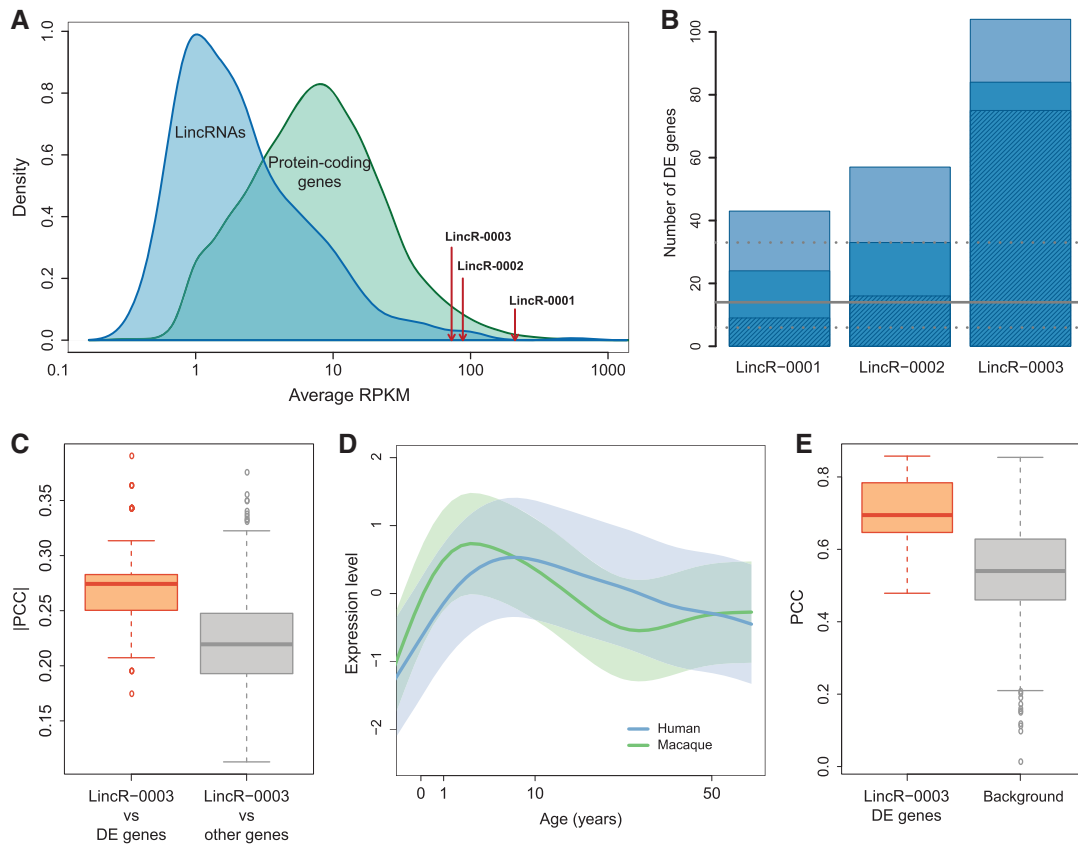 A
Density
0.0
0.2
0.4
0.6
0.8
1.0
LincRNAs
Protein-coding
genes
LincR-0003
LincR-0002
LincR-0001
0.1
1
10
100
1000
Average RPKM
B
Number of DE genes
0
20
40
60
80
100
LincR−0001
LincR−0002
LincR−0003
C
|PCC|
0.15
0.20
0.25
0.30
0.35
LincR−0003
vs
DE genes
LincR−0003
vs
other genes
D
Expression level
2
1
0
−1
−2
Human
Macaque
0
1
10
50
Age (years)
E
PCC
0.0
0.2
0.4
0.6
0.8
LincR−0003
DE genes
Background